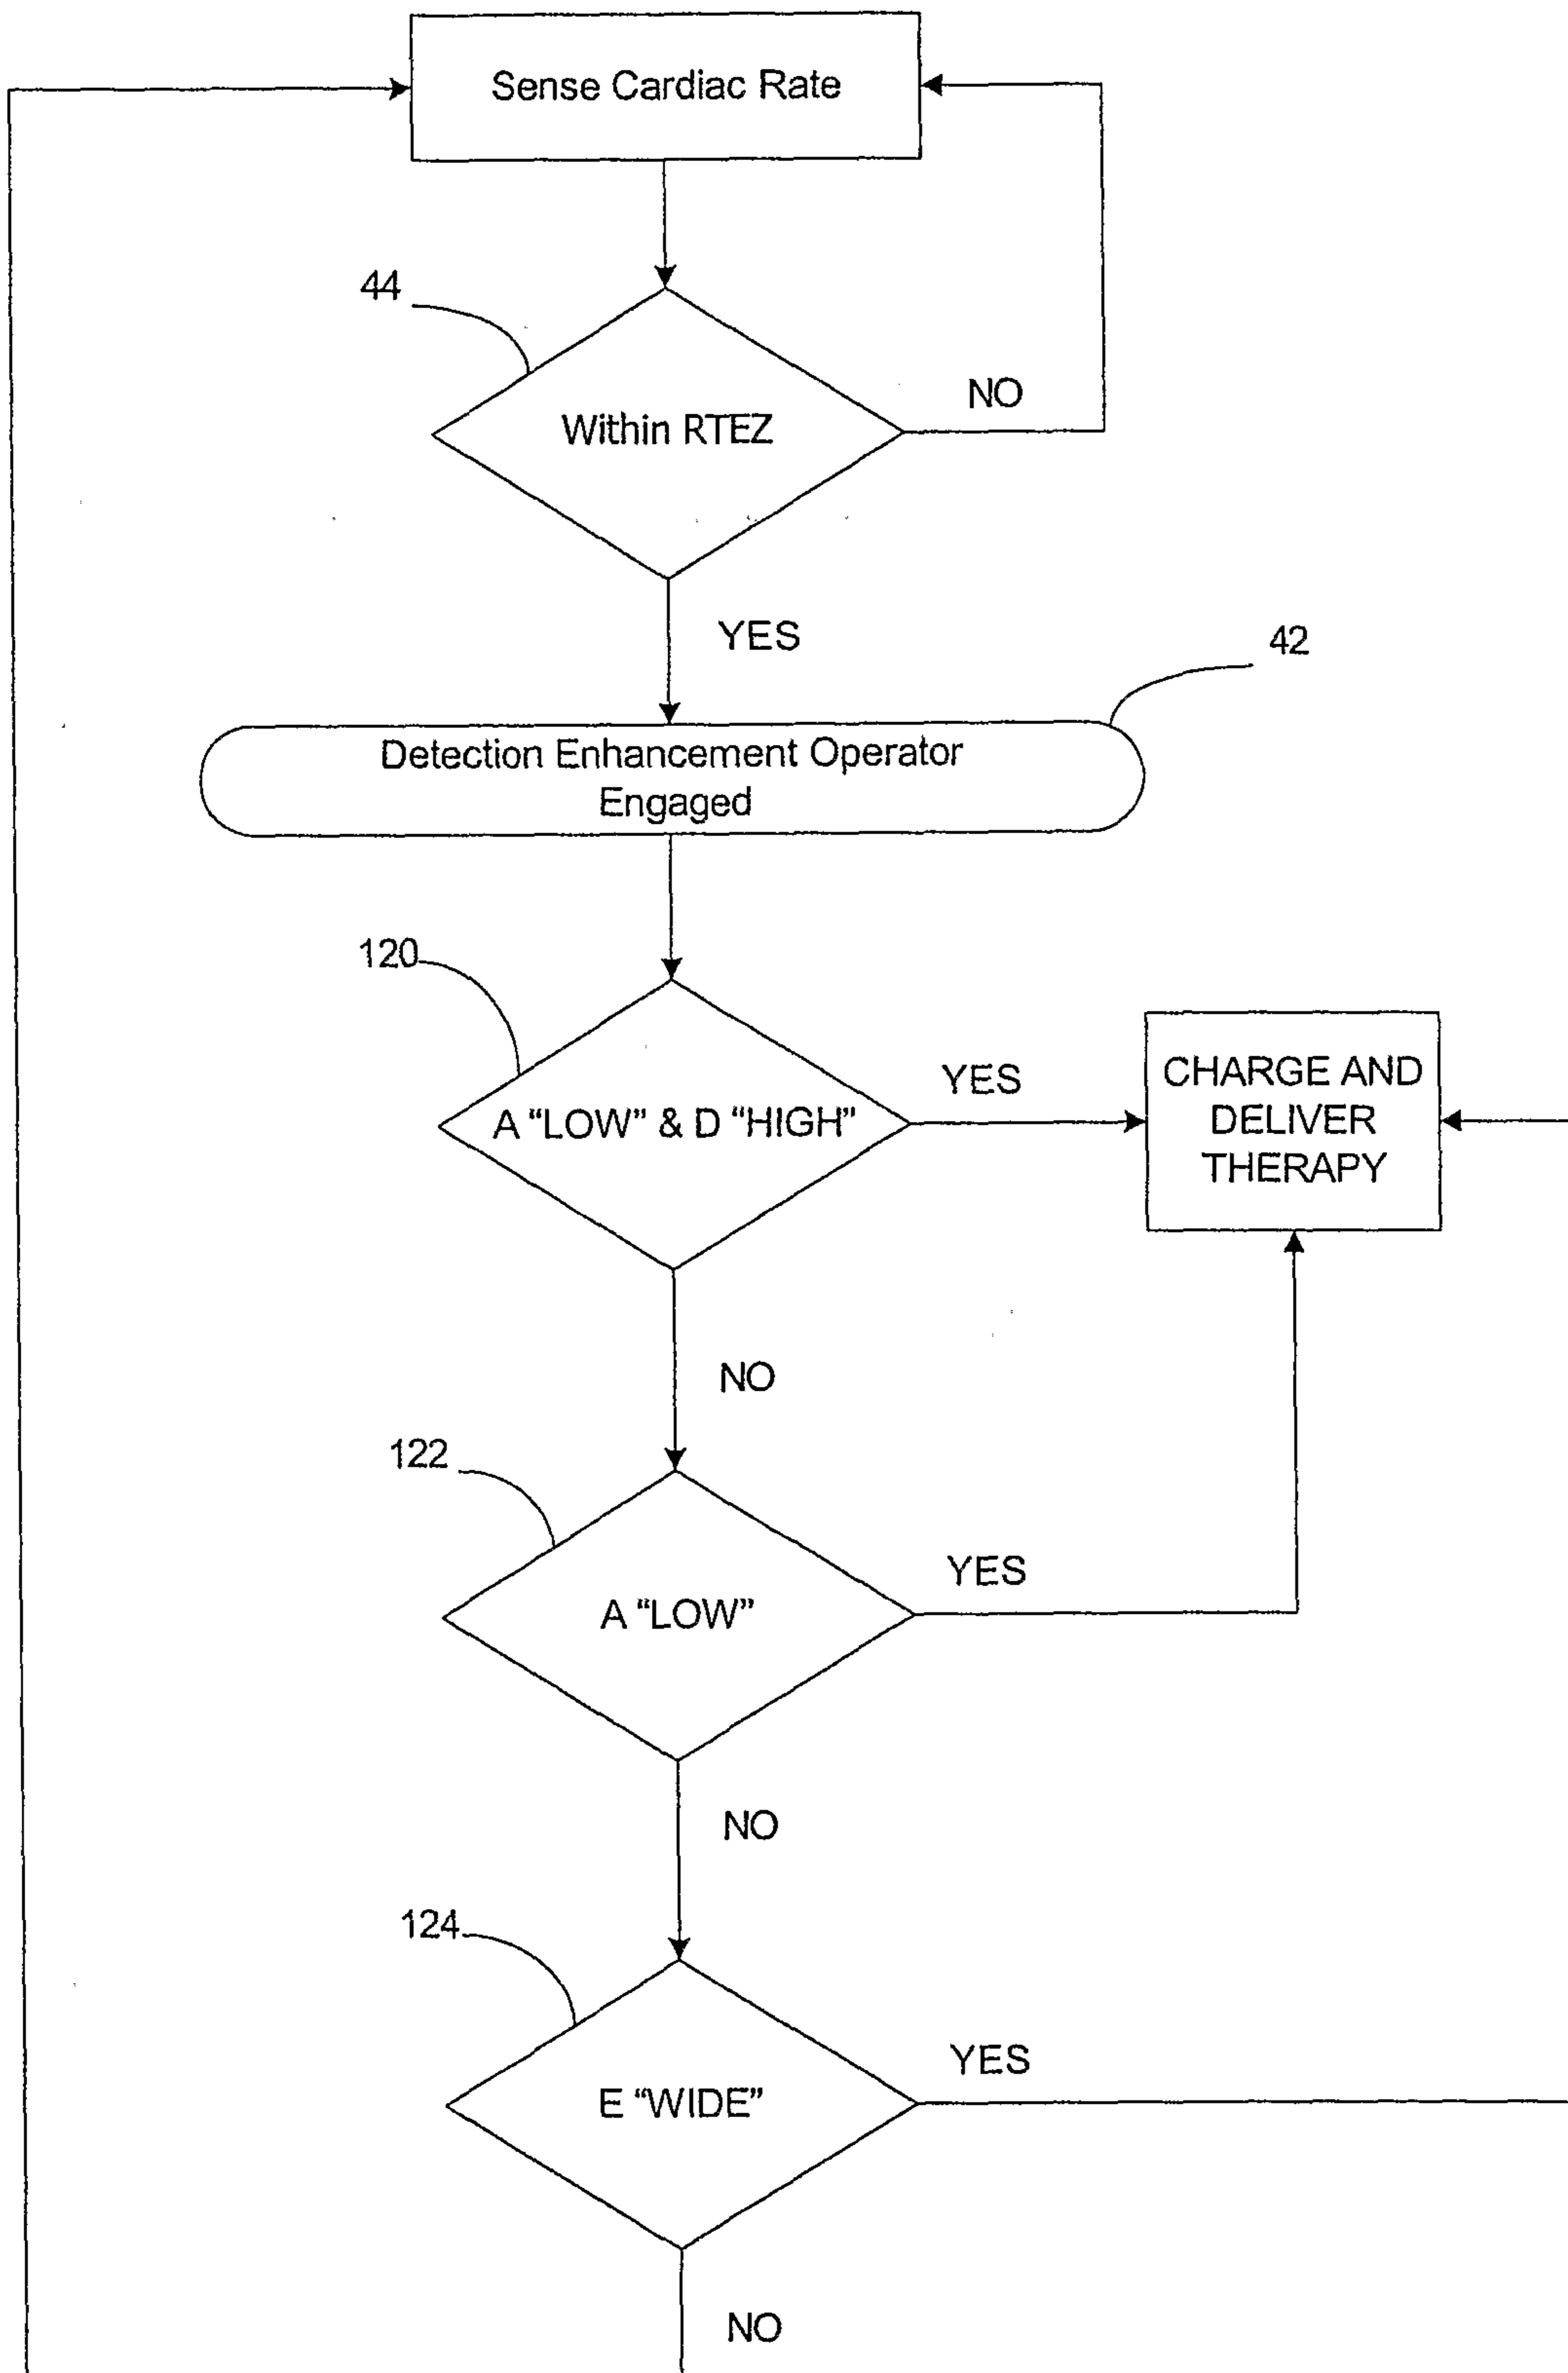 Sense Cardiac Rate
44
Within RTEZ
NO
YES
42
Detection Enhancement Operator
Engaged
120
A “LOW” & D “HIGH”
YES
CHARGE AND
DELIVER
THERAPY
NO
122
A “LOW”
YES
NO
124
E “WIDE”
YES
NO